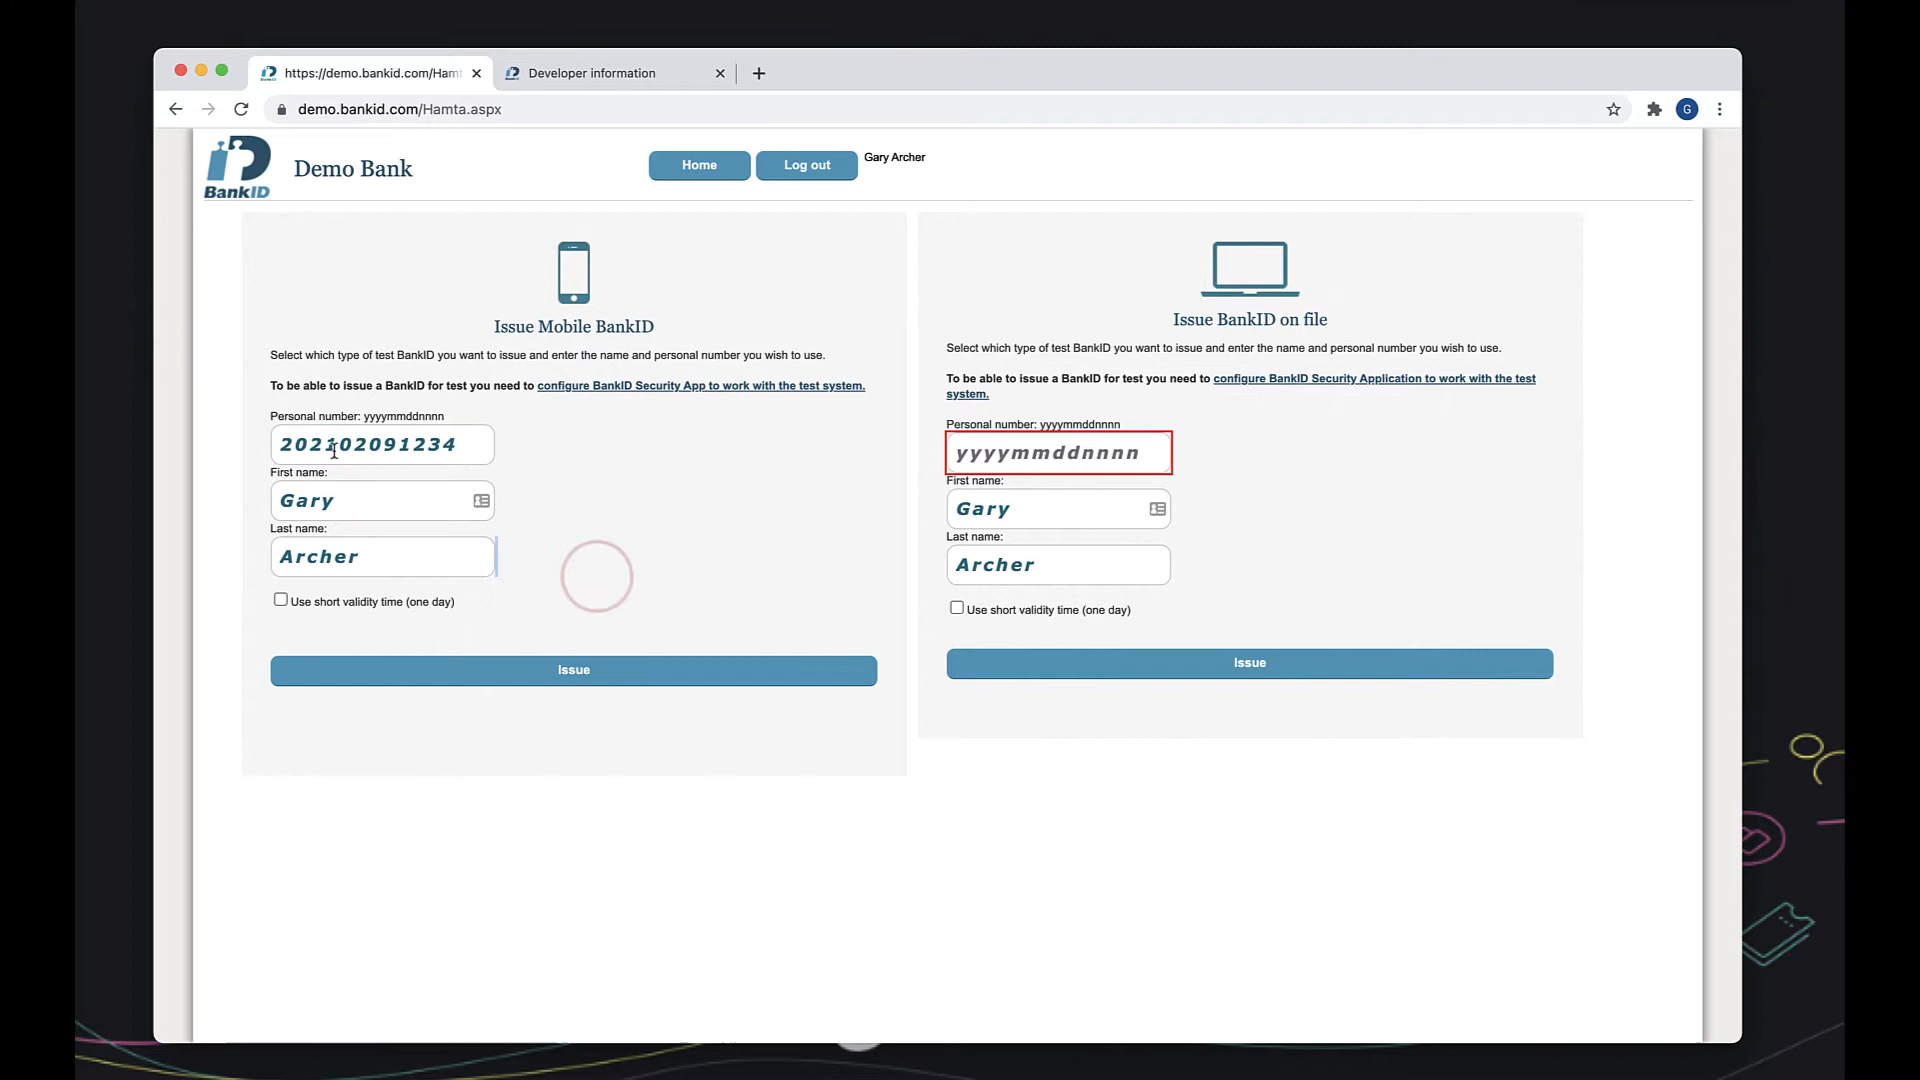 https://demo.bankid.com/Hamt
Developer information
demo.bankid.com/Hamta.aspx
G
BankID
Demo Bank
Home
Log out
Gary Archer
Issue Mobile BankID
Select which type of test BankID you want to issue and enter the name and personal number you wish to use.
To be able to issue a BankID for test you need to configure BankID Security App to work with the test system.
Personal number: yyyymmddnnnn
202102091234
First name:
Gary
Last name:
Archer
Use short validity time (one day)
Issue
Issue BankID on file
Select which type of test BankID you want to issue and enter the name and personal number you wish to use.
To be able to issue a BankID for test you need to configure BankID Security Application to work with the test
system.
Personal number: yyyymmddnnnn
yyyymmddnnnn
First name:
Gary
Last name:
Archer
Use short validity time (one day)
Issue